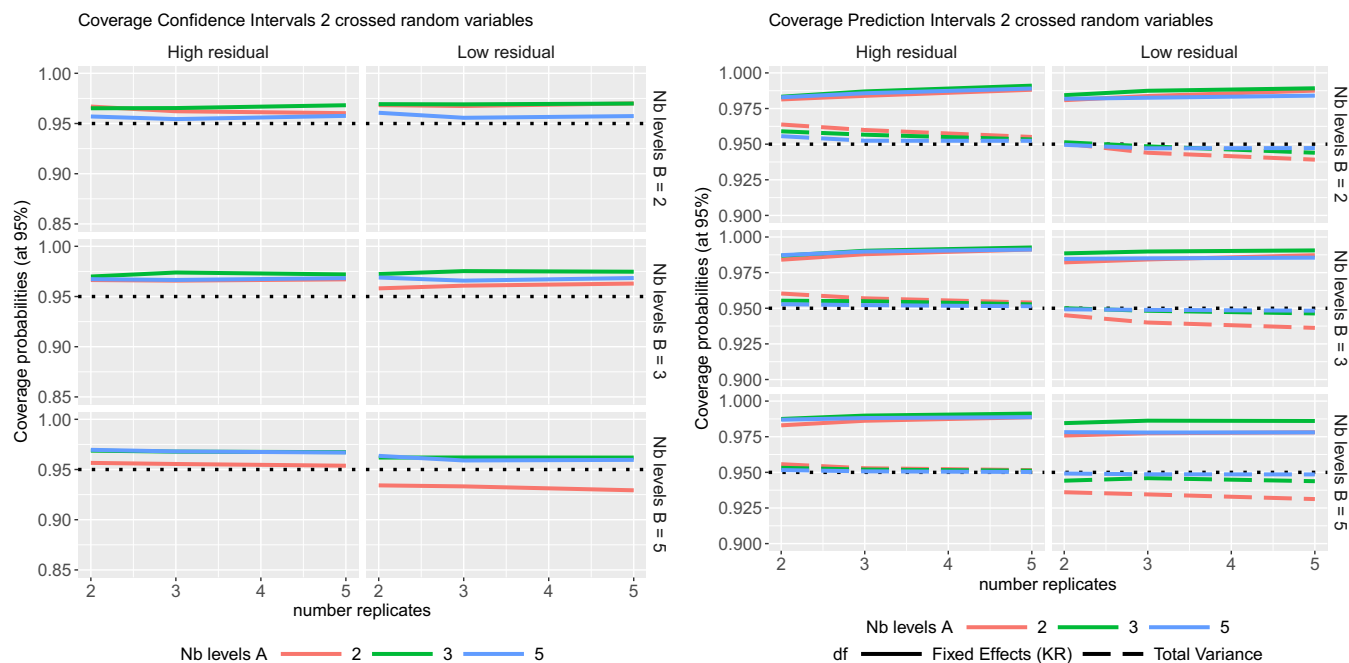 Coverage Confidence Intervals 2 crossed random variables
High residual
Low residual
Coverage probabilities (at 95%)
1.00
0.95
0.90
0.85
Nb levels B = 2
1.00
0.95
0.90
0.85
Nb levels B = 3
1.00
0.95
0.90
0.85
Nb levels B = 5
2 3 4 5
2 3 4 5
number replicates
Nb levels A 2 3 5
Coverage Prediction Intervals 2 crossed random variables
High residual
Low residual
Coverage probabilities (at 95%)
1.000
0.975
0.950
0.925
0.900
Nb levels B = 2
1.000
0.975
0.950
0.925
0.900
Nb levels B = 3
1.000
0.975
0.950
0.925
0.900
Nb levels B = 5
2 3 4 5
2 3 4 5
number replicates
Nb levels A 2 3 5
df Fixed Effects (KR) Total Variance